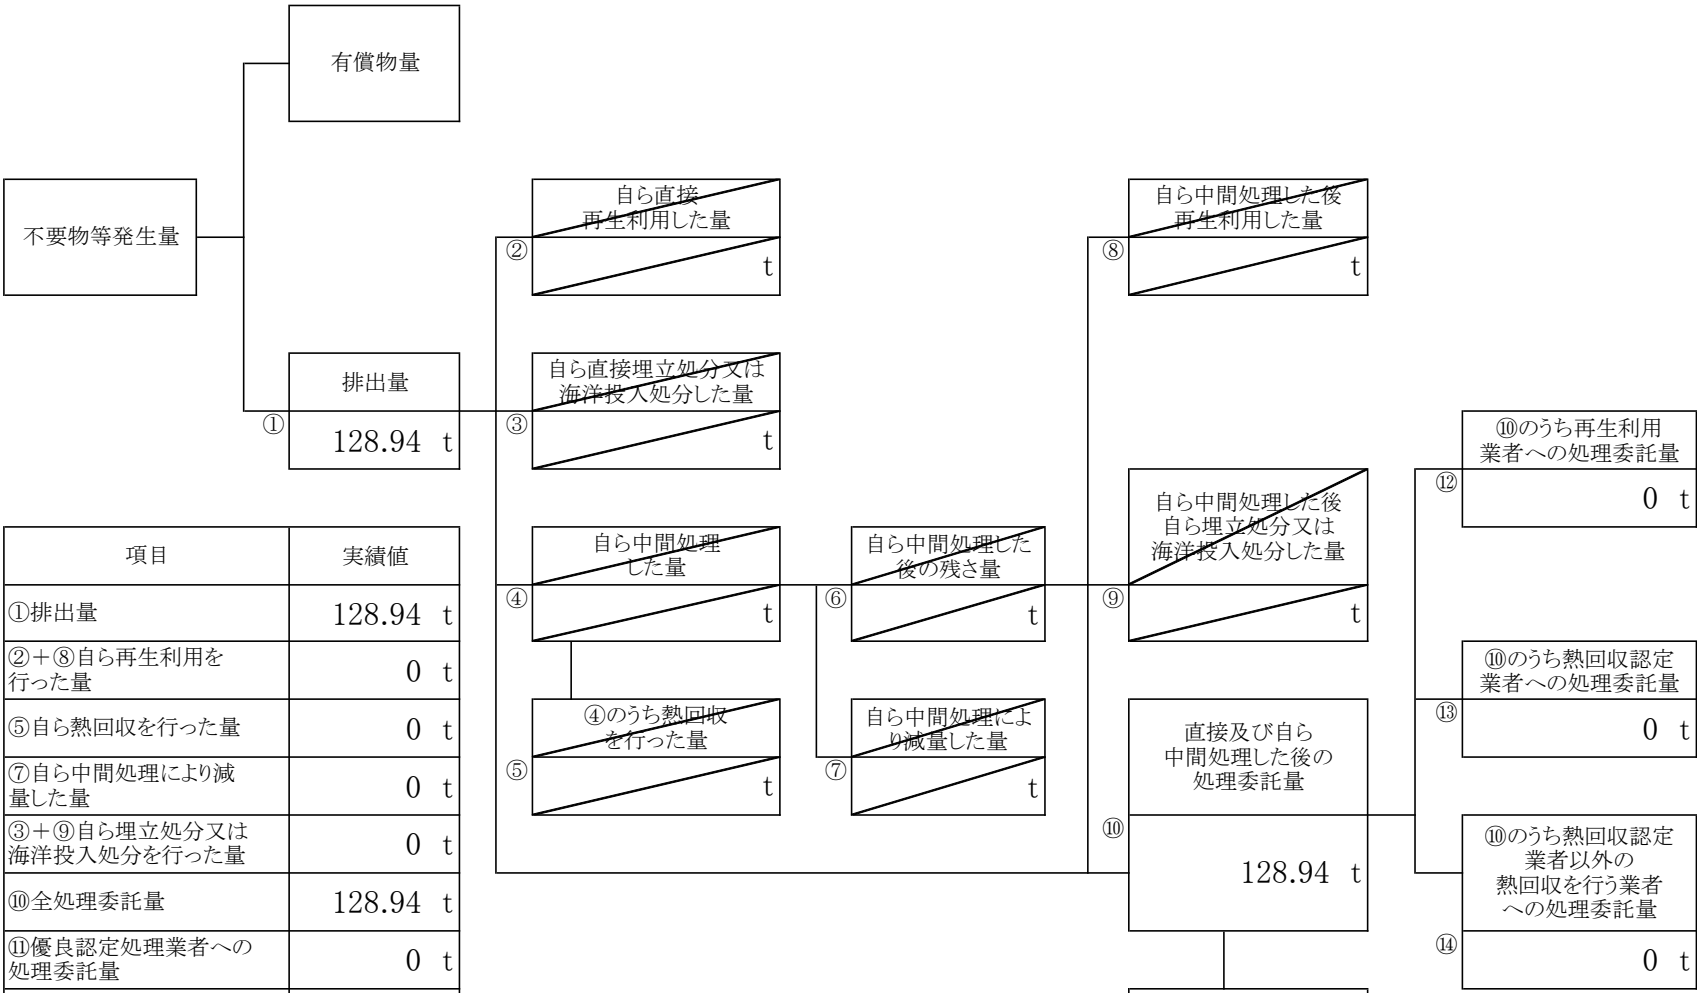 有償物量
不要物等発生量
自ら直接
再生利用した量
②
t
自ら中間処理した後
再生利用した量
⑧
t
排出量
①
128.94 t
自ら直接埋立処分又は
海洋投入処分した量
③
t
⑩のうち再生利用
業者への処理委託量
⑫
0 t
自ら中間処理
した量
④
t
自ら中間処理した
後の残さ量
⑥
t
自ら中間処理した後
自ら埋立処分又は
海洋投入処分した量
⑨
t
④のうち熱回収
を行った量
⑤
t
自ら中間処理によ
り減量した量
⑦
t
直接及び自ら
中間処理した後の
処理委託量
⑩
128.94 t
⑩のうち熱回収認定
業者への処理委託量
⑬
0 t
⑩のうち熱回収認定
業者以外の
熱回収を行う業者
への処理委託量
⑭
0 t
項目 実績値
①排出量 128.94 t
②+⑧自ら再生利用を
行った量 0 t
⑤自ら熱回収を行った量 0 t
⑦自ら中間処理により減
量した量 0 t
③+⑨自ら埋立処分又は
海洋投入処分を行った量 0 t
⑩全処理委託量 128.94 t
⑪優良認定処理業者への
処理委託量 0 t